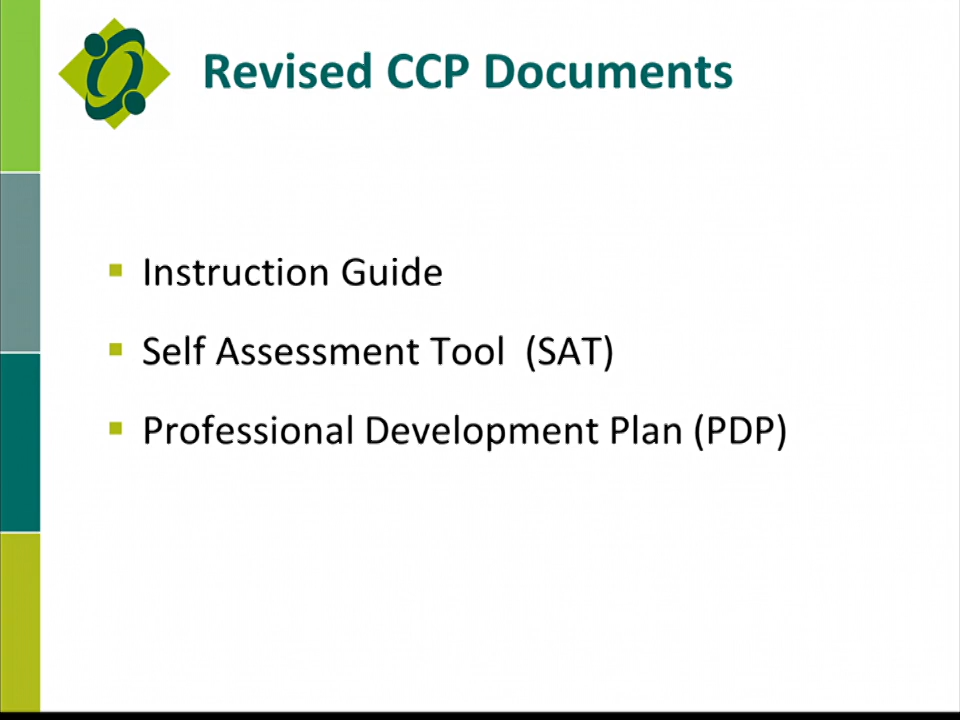 Revised CCP Documents
Instruction Guide
Self Assessment Tool (SAT)
Professional Development Plan (PDP)